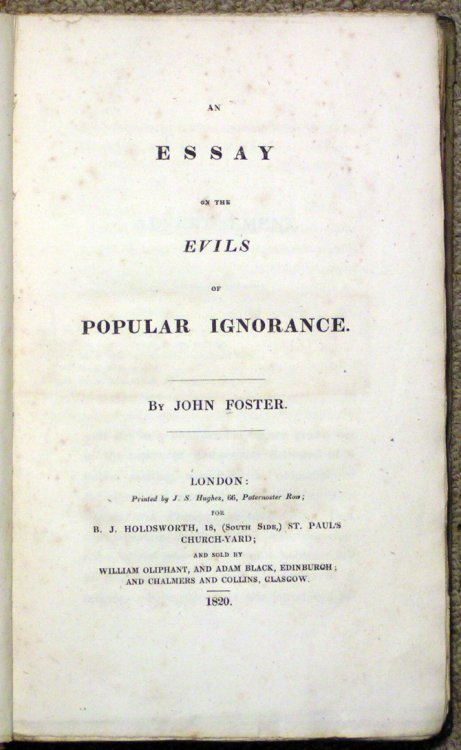 AN
ESSAY
ON THE
EVILS
OF
POPULAR IGNORANCE.
BY JOHN FOSTER.
LONDON:
Printed by J. S. Hughes, 66, Paternoster Row;
FOR
B. J. HOLDSWORTH, 18, (SOUTH SIDE,) ST. PAUL'S
CHURCH-YARD;
AND SOLD BY
WILLIAM OLIPHANT, AND ADAM BLACK, EDINBURGH;
AND CHALMERS AND COLLINS, GLASGOW.
1820.